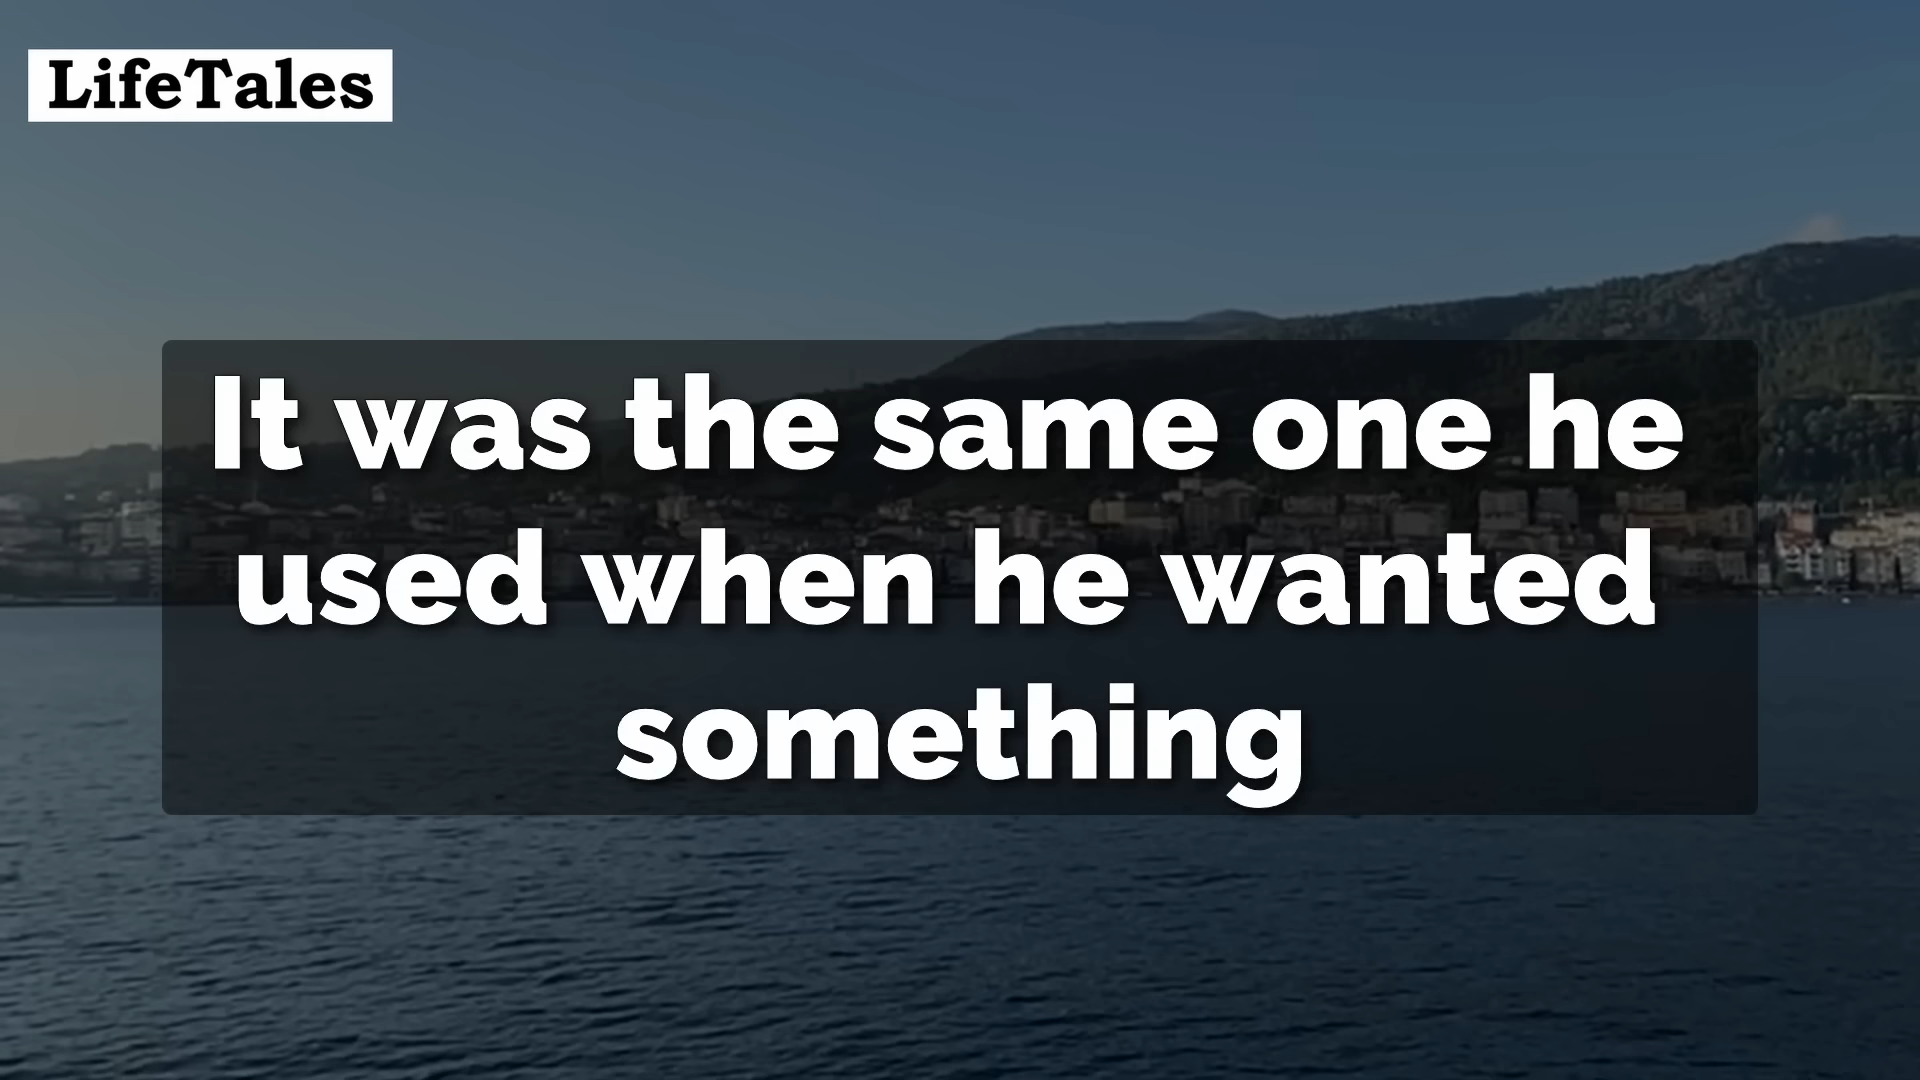 LifeTales
It was the same one he
used when he wanted
something